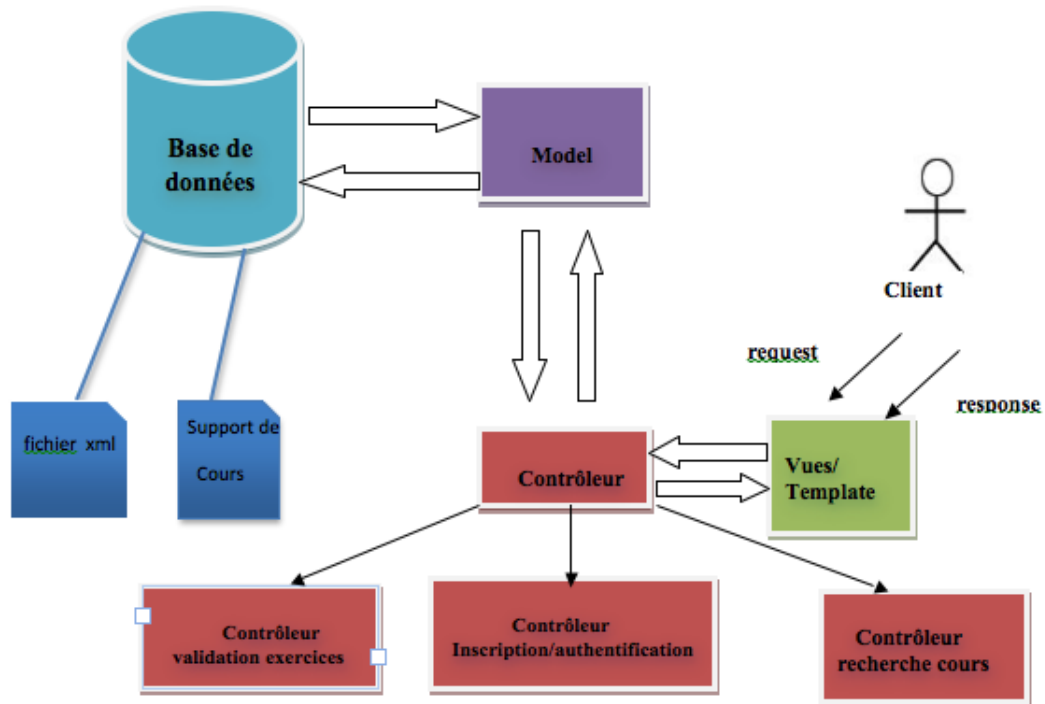 Base de
données
Model
Client
request
response
fichier xml
Support de
Cours
Contrôleur
Vues/
Template
Contrôleur
validation exercices
Contrôleur
Inscription/authentification
Contrôleur
recherche cours